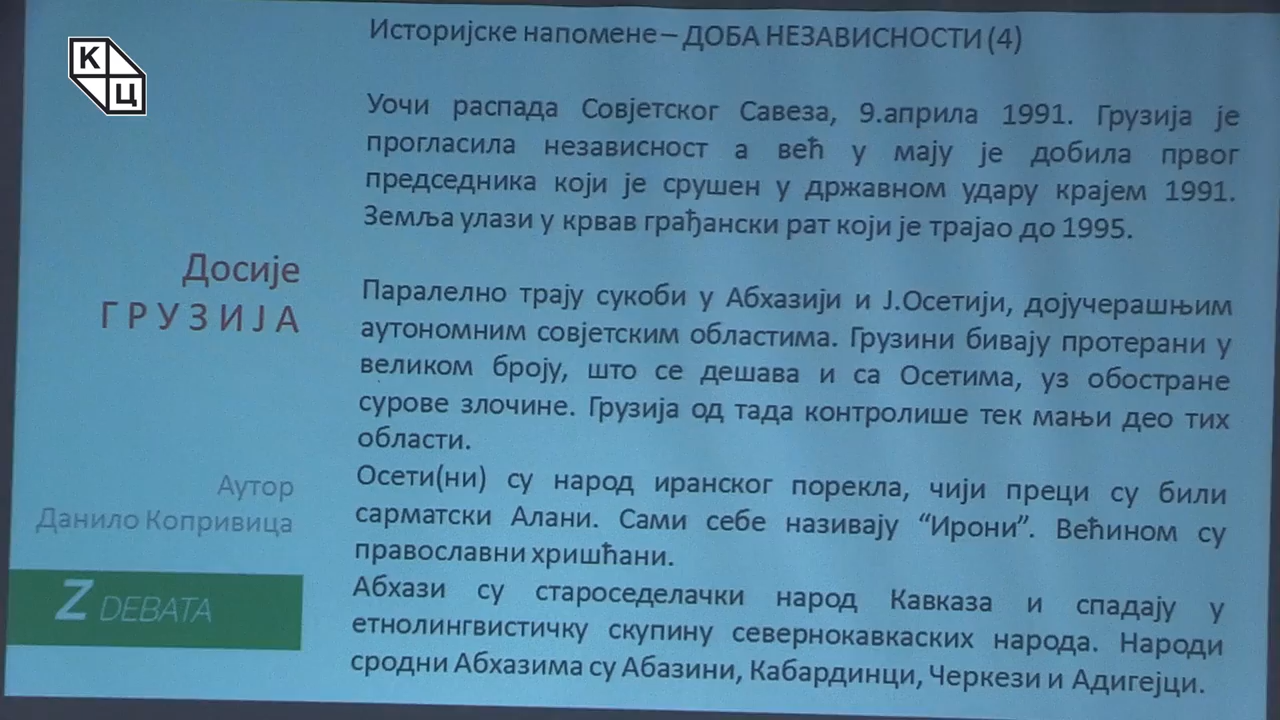 К
Ц
Историјске напомене – ДОБА НЕЗАВИСНОСТИ (4)
Уочи распада Совјетског Савеза, 9.априла 1991. Грузија је
прогласила независност а већ у мају је добила првог
председника који је срушен у државном удару крајем 1991.
Земља улази у крвав грађански рат који је трајао до 1995.
Досије
ГРУЗИЈА
Паралелно трају сукоби у Абхазији и Ј.Осетији, дојучерашњим
аутономним совјетским областима. Грузини бивају протерани у
великом броју, што се дешава и са Осетима, уз обостране
сурове злочине. Грузија од тада контролише тек мањи део тих
области.
Осети(ни) су народ иранског порекла, чији преци су били
сарматски Алани. Сами себе називају “Ирони”. Већином су
православни хришћани.
Абхази су староседелачки народ Кавказа и спадају у
етнолингвистичку скупину севернокавкаских народа. Народи
сродни Абхазима су Абазини, Кабардинци, Черкези и Адигејци.
Аутор
Данило Копривица
Z DEBATA